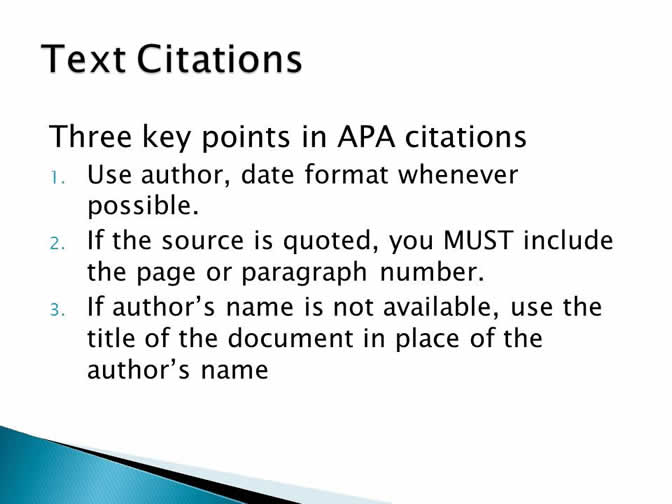 Text Citations
Three key points in APA citations
1. Use author, date format whenever
possible.
2. If the source is quoted, you MUST include
the page or paragraph number.
3. If author's name is not available, use the
title of the document in place of the
author's name